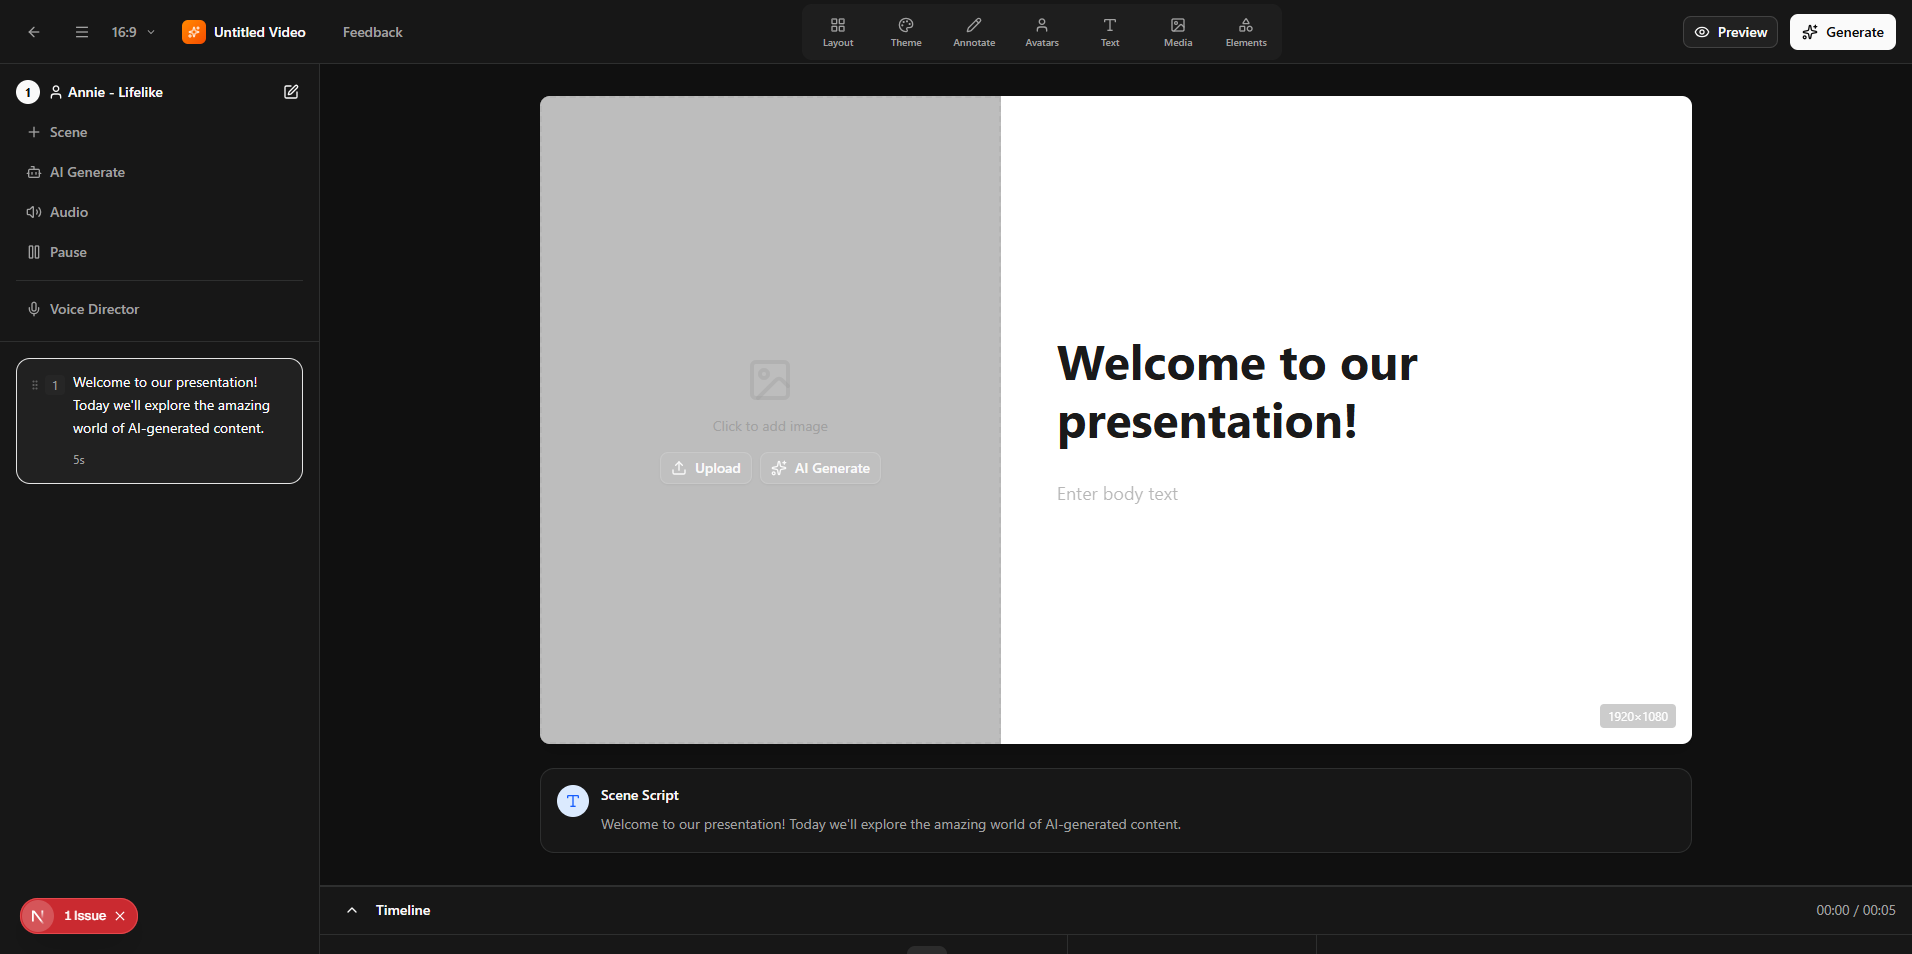 16:9
Untitled Video
Feedback
Layout
Theme
Annotate
Avatars
Text
Media
Elements
Preview
Generate
1
Annie - Lifelike
Scene
AI Generate
Audio
Pause
Voice Director
1
Welcome to our presentation!
Today we'll explore the amazing
world of AI-generated content.
5s
Click to add image
Upload
AI Generate
Welcome to our
presentation!
Enter body text
1920×1080
T
Scene Script
Welcome to our presentation! Today we'll explore the amazing world of AI-generated content.
N
1 Issue
Timeline
00:00 / 00:05